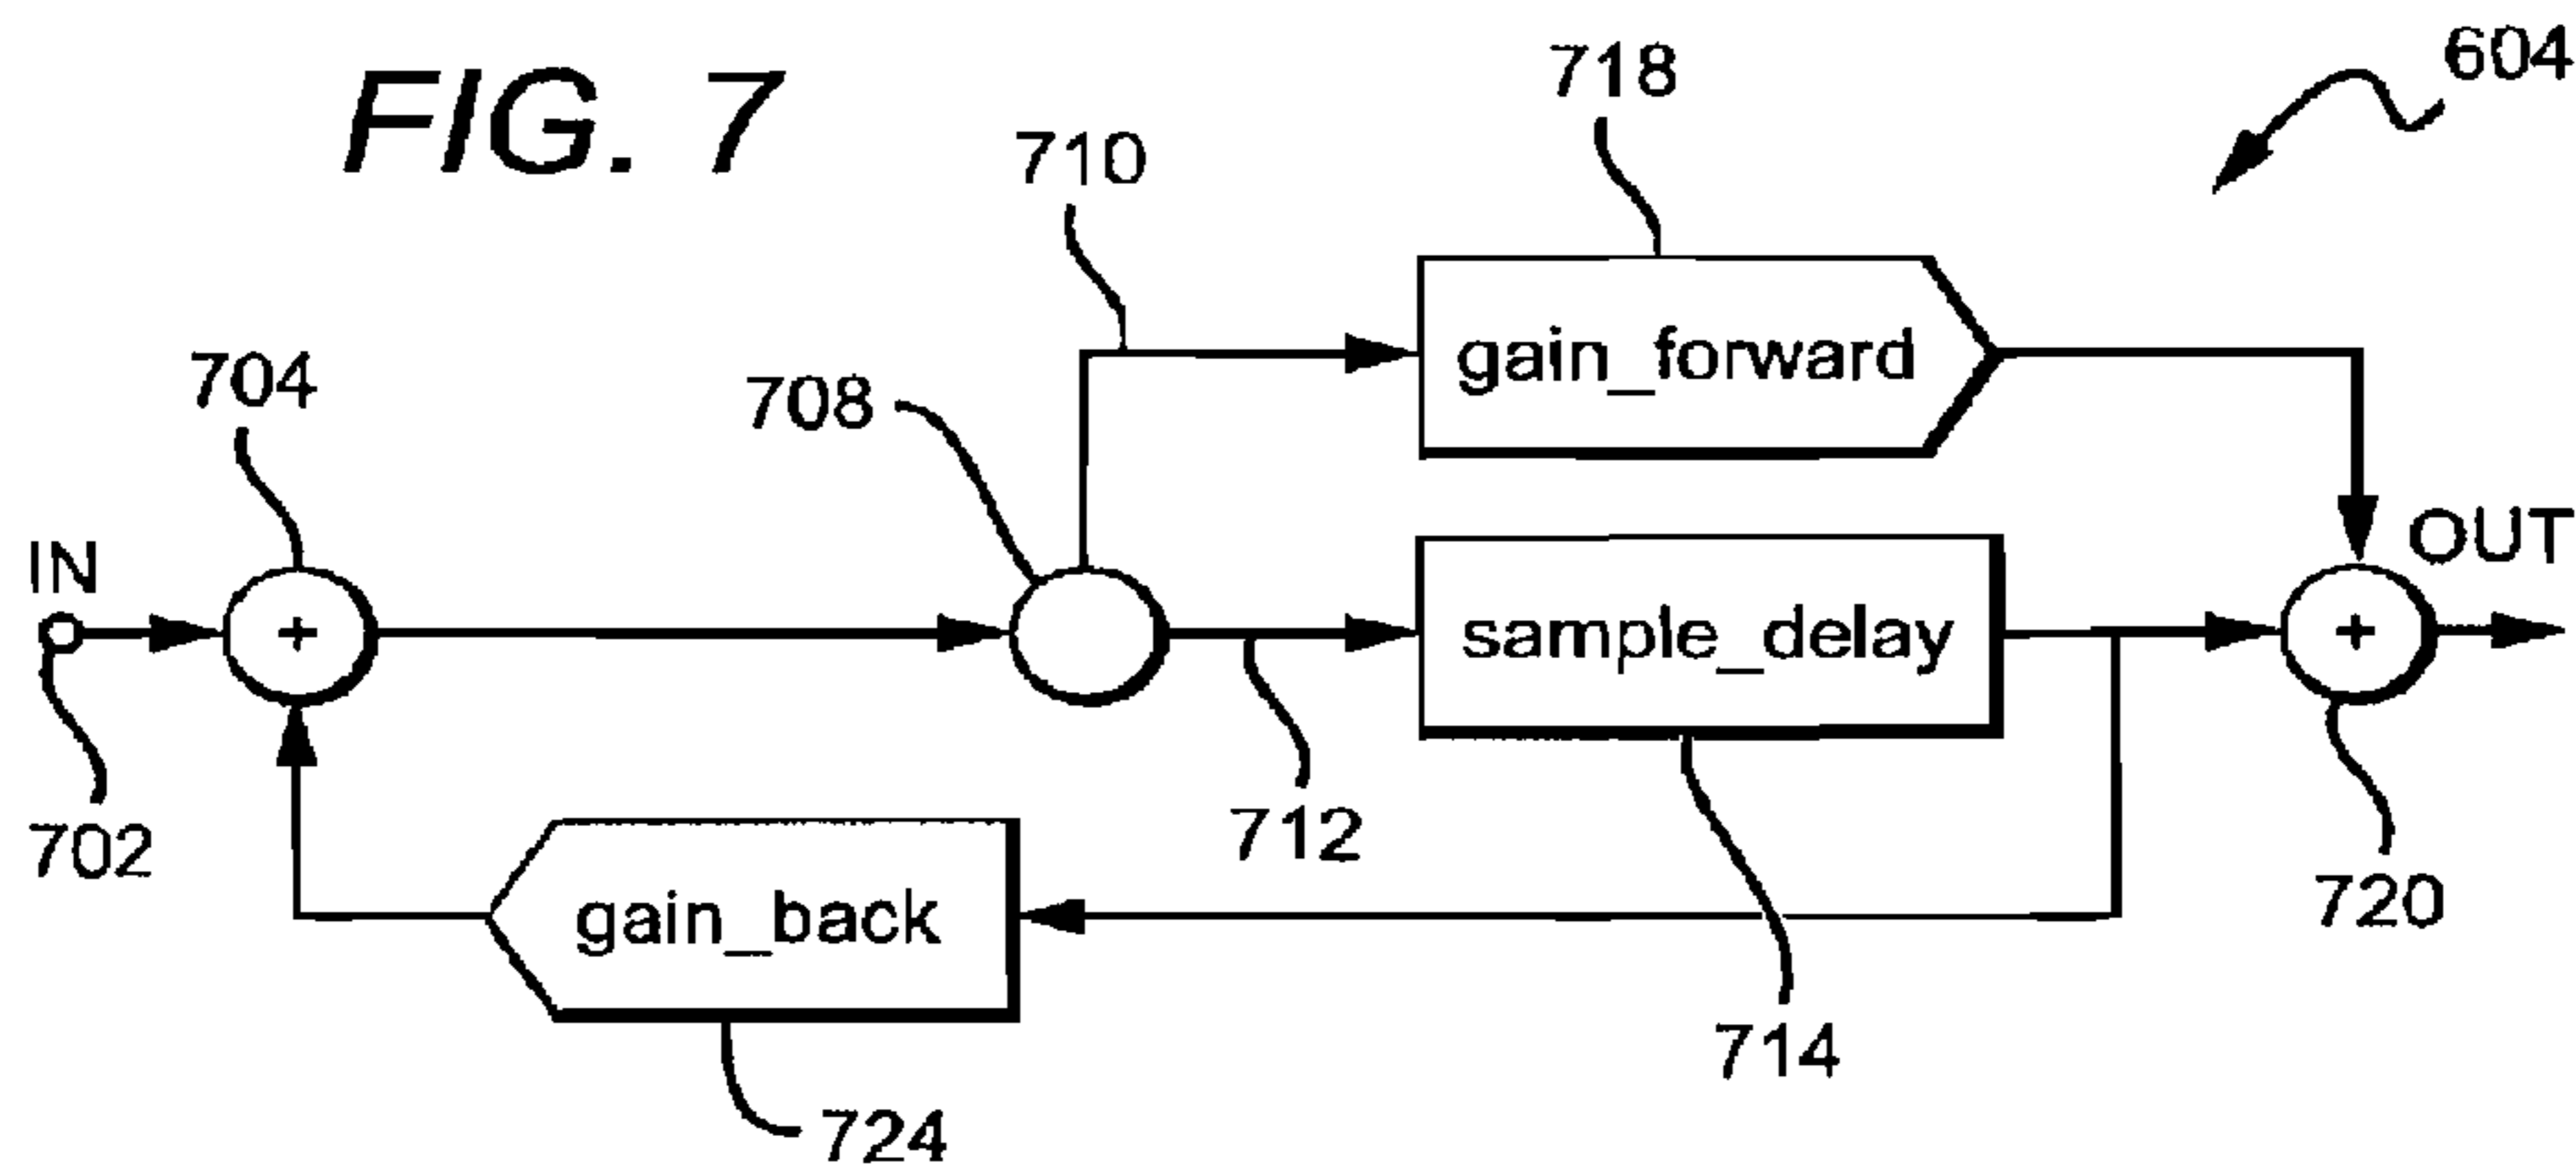 FIG. 7
604
718
710
gain_forward
704
708
IN
+
sample_delay
+
OUT
702
712
gain_back
720
714
724